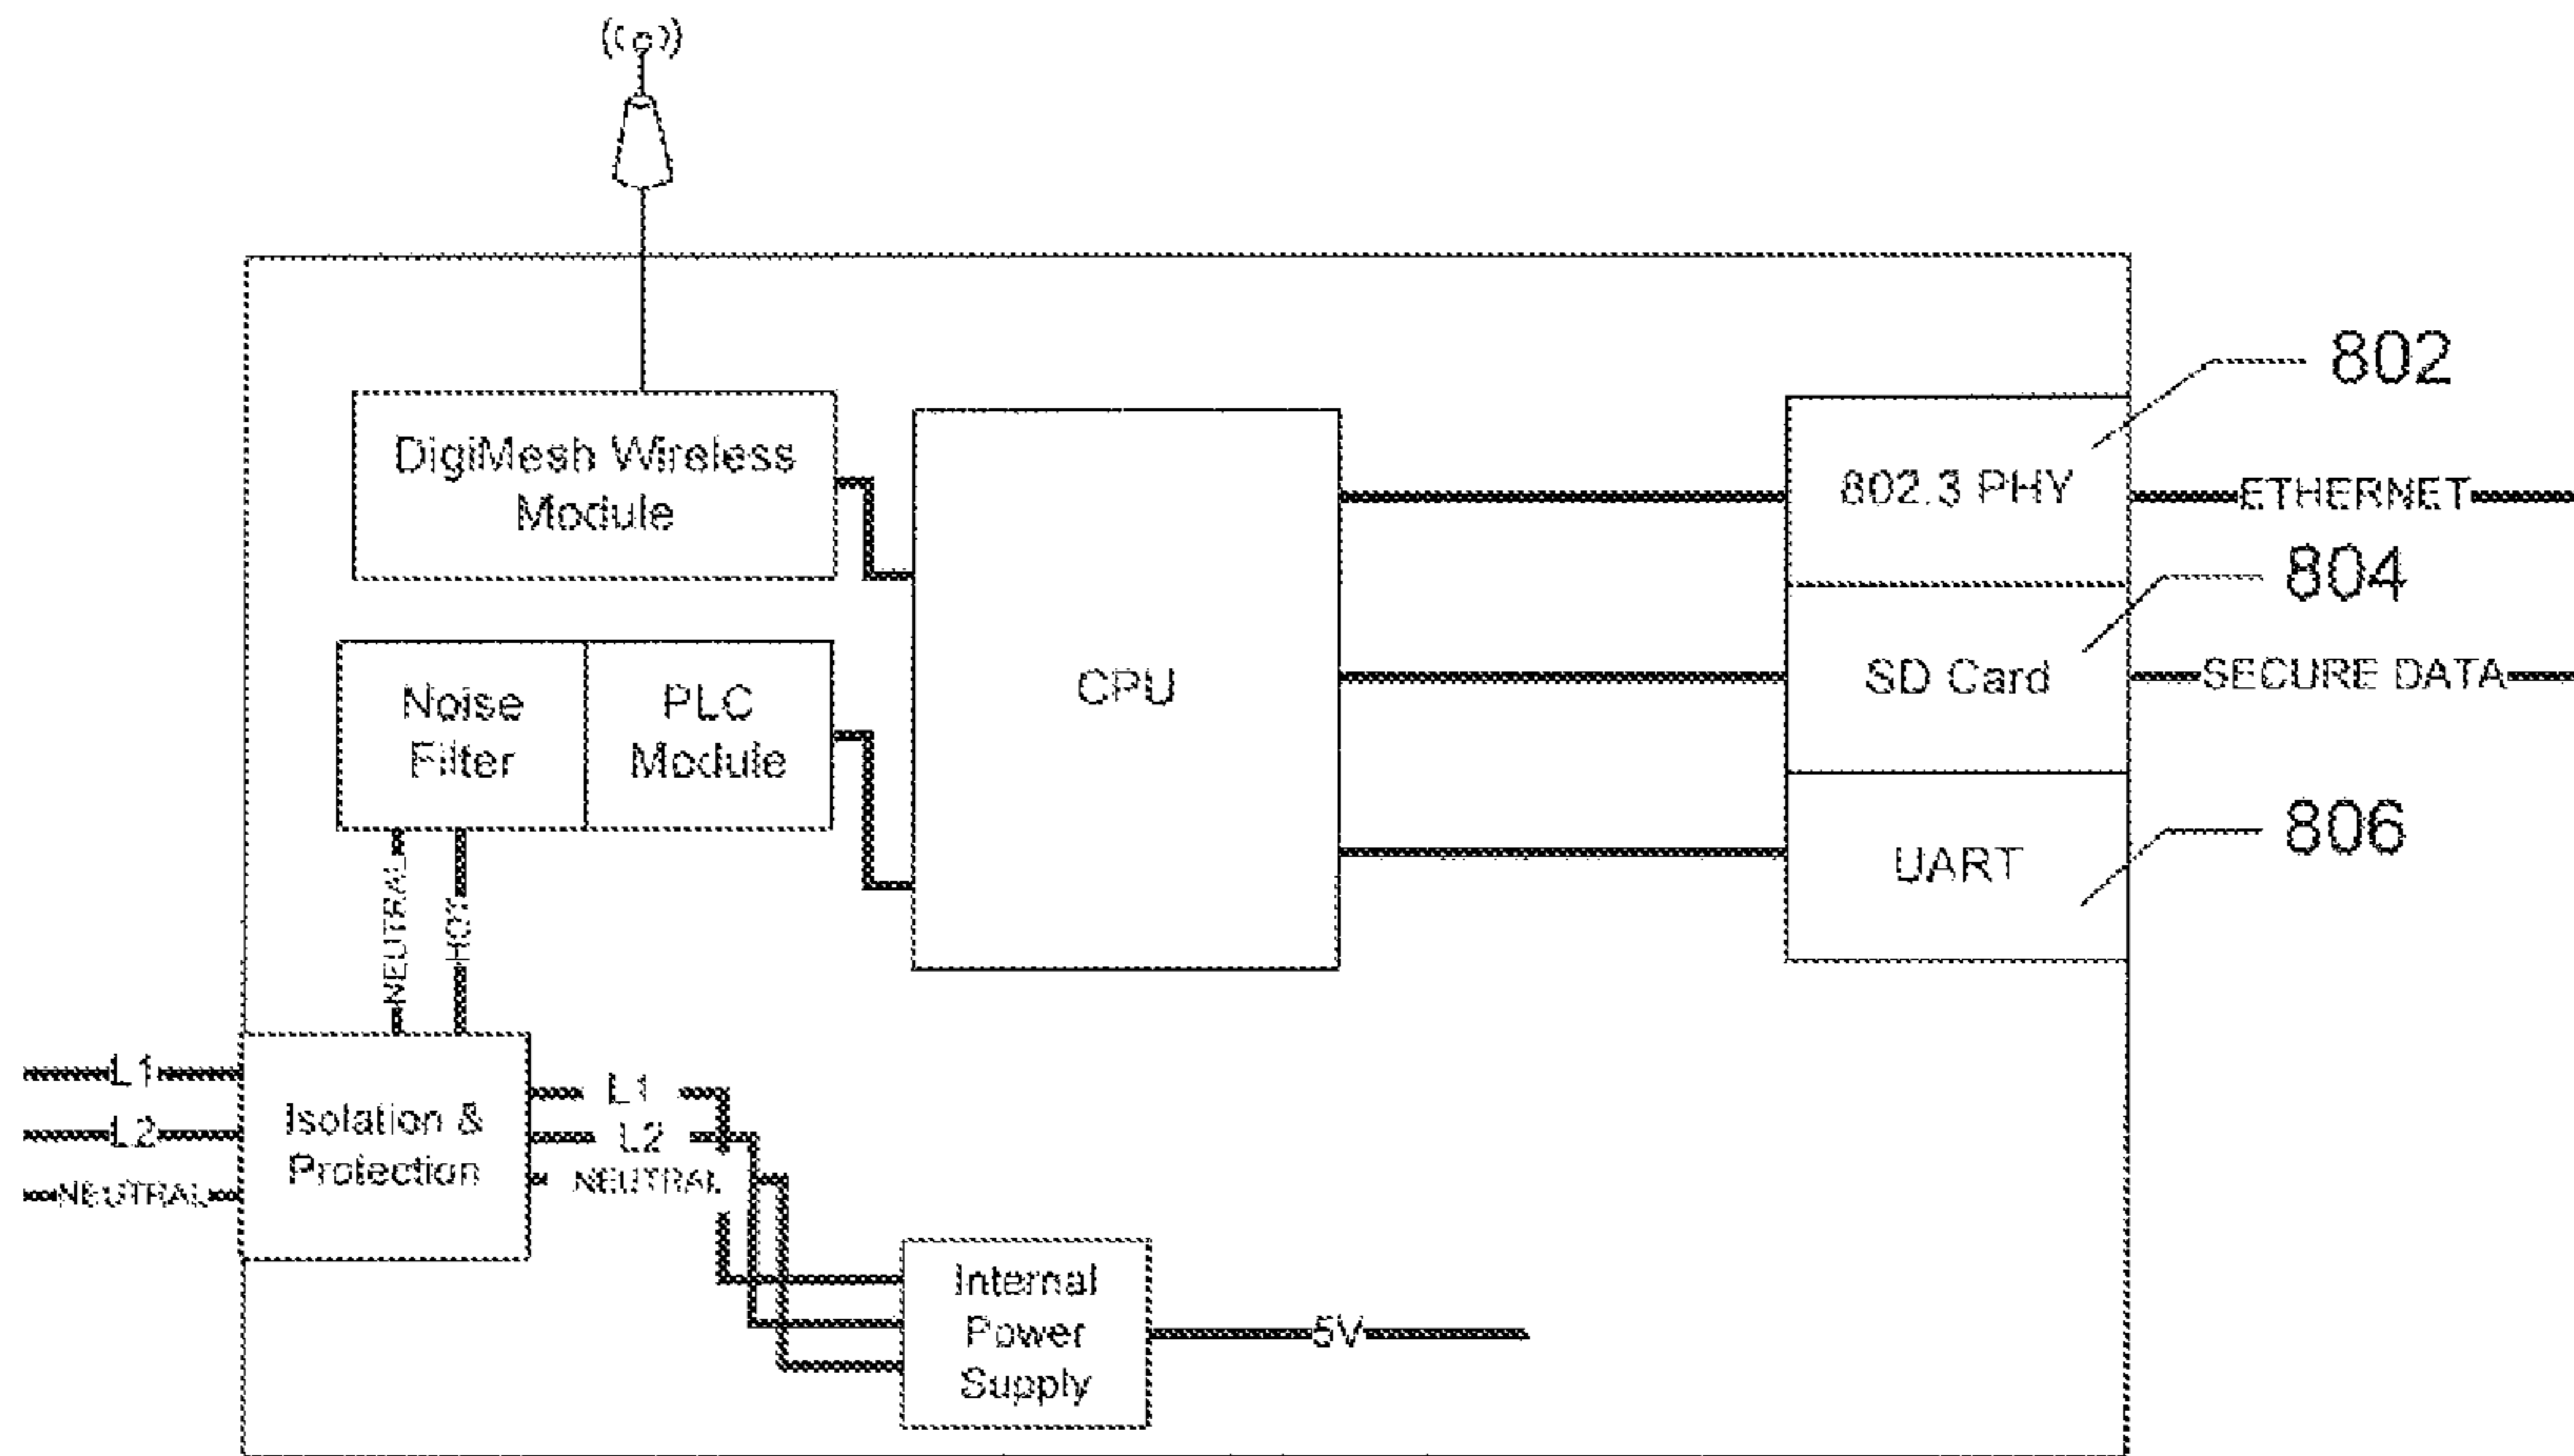 802
DigiMesh Wireless
Module
802.3 PHY
ETHERNET
804
Noise
Filter
PLC
Module
CPU
SD Card
SECURE DATA
806
UART
NEUTRAL
HOT
L1
L2
NEUTRAL
Isolation &
Protection
L1
L2
NEUTRAL
Internal
Power
Supply
5V